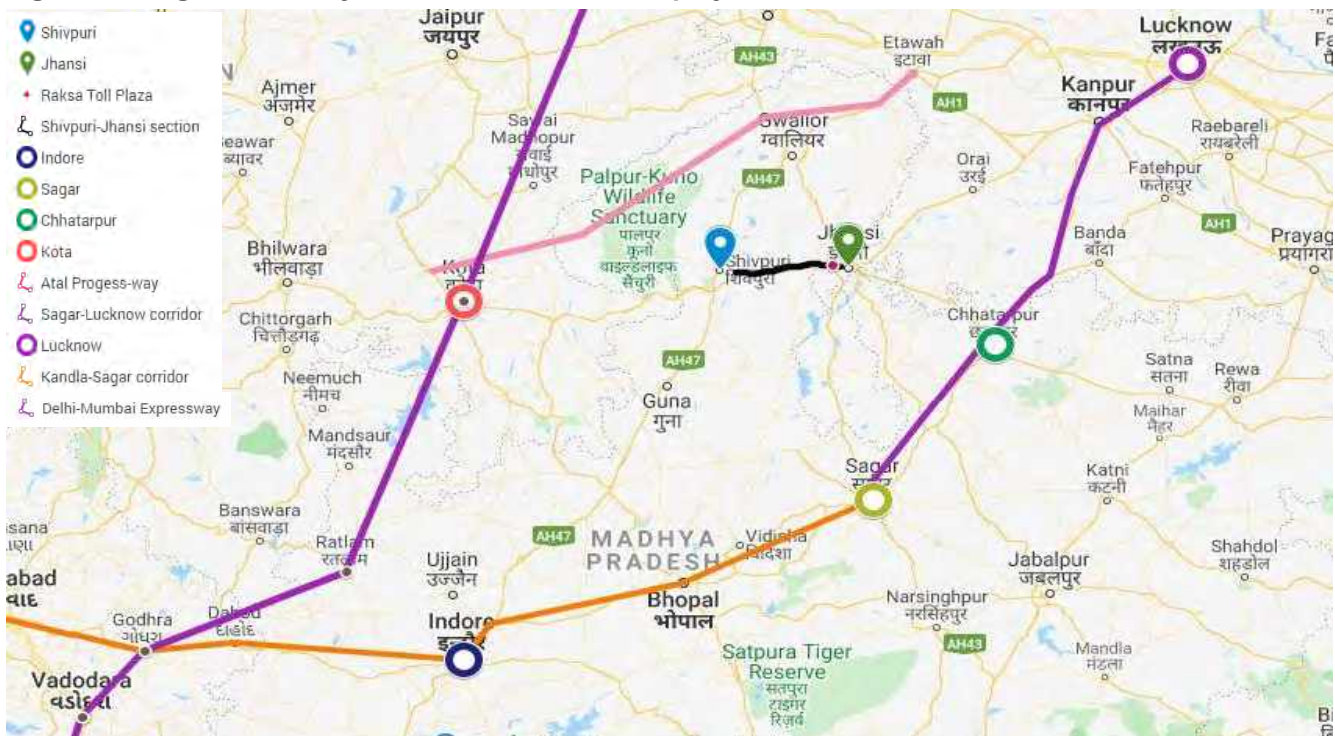 Shivpuri
Jhansi
Raksa Toll Plaza
Shivpuri-Jhansi section
Indore
Sagar
Chhatarpur
Kota
Atal Progess-way
Sagar-Lucknow corridor
Lucknow
Kandla-Sagar corridor
Delhi-Mumbai Expressway
Jaipur
जयपुर
Ajmer
अजमेर
Bhilwara
भीलवाड़ा
Chittorgarh
चित्तौड़गढ़
Neemuch
नीमच
Mandsaur
मंदसौर
Banswara
बांसवाड़ा
Ratlam
Ujjain
उज्जैन
Indore
Godhra
ગોધરા
Dahod
દાહોદ
Vadodara
વડોદરા
Palpur-Kuno
Wildlife
Sanctuary
पालपुर
कूनो
वाइल्डलाइफ
सेंचुरी
Gwalior
ग्वालियर
Etawah
इटावा
AH43
AH1
AH47
Shivpuri
शिवपुरी
Guna
गुना
AH47
AH47
MADHYA
PRADESH
Vidisha
विदिशा
Bhopal
भोपाल
Sagar
Satpura Tiger
Reserve
सतपुरा
टाइगर
रिज़र्व
Lucknow
लखनऊ
Kanpur
कानपुर
Raebareli
रायबरेली
Orai
उरई
Fatehpur
फतेहपुर
AH1
Banda
बाँदा
Chhatarpur
Satna
सतना
Rewa
रीवा
Maihar
मैहर
Katni
कटनी
Jabalpur
जबलपुर
Shahdol
शहडोल
Narsinghpur
नरसिंहपुर
AH43
Mandla
मंडला